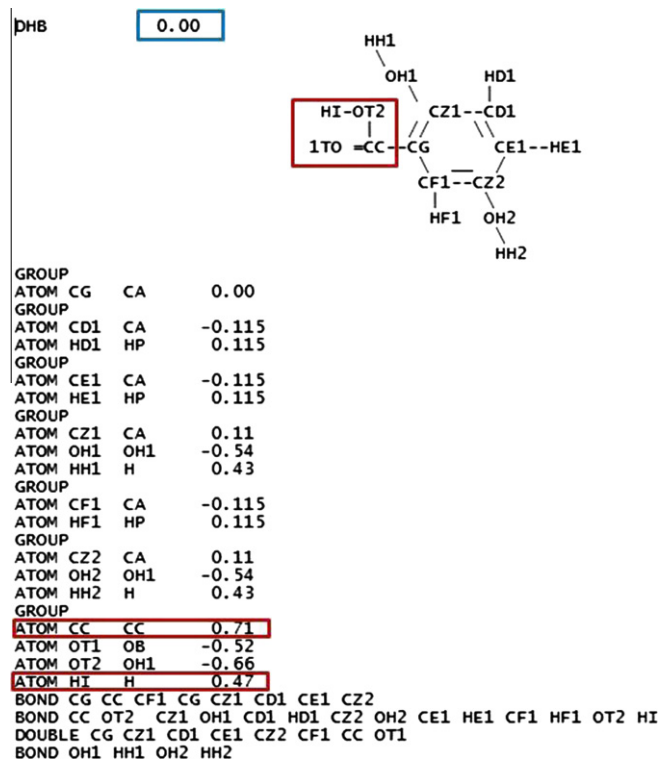 DHB 0.00
HH1
OH1 HD1
HI-OT2 CZ1--CD1
1TO =CC--CG CE1--HE1
CF1--CZ2
HF1 OH2
HH2
GROUP
ATOM CG CA 0.00
GROUP
ATOM CD1 CA -0.115
ATOM HD1 HP 0.115
GROUP
ATOM CE1 CA -0.115
ATOM HE1 HP 0.115
GROUP
ATOM CZ1 CA 0.11
ATOM OH1 OH1 -0.54
ATOM HH1 H 0.43
GROUP
ATOM CF1 CA -0.115
ATOM HF1 HP 0.115
GROUP
ATOM CZ2 CA 0.11
ATOM OH2 OH1 -0.54
ATOM HH2 H 0.43
GROUP
ATOM CC CC 0.71
ATOM OT1 OB -0.52
ATOM OT2 OH1 -0.66
ATOM HI H 0.47
BOND CG CC CF1 CG CZ1 CD1 CE1 CZ2
BOND CC OT2 CZ1 OH1 CD1 HD1 CZ2 OH2 CE1 HE1 CF1 HF1 OT2 HI
DOUBLE CG CZ1 CD1 CE1 CZ2 CF1 CC OT1
BOND OH1 HH1 OH2 HH2